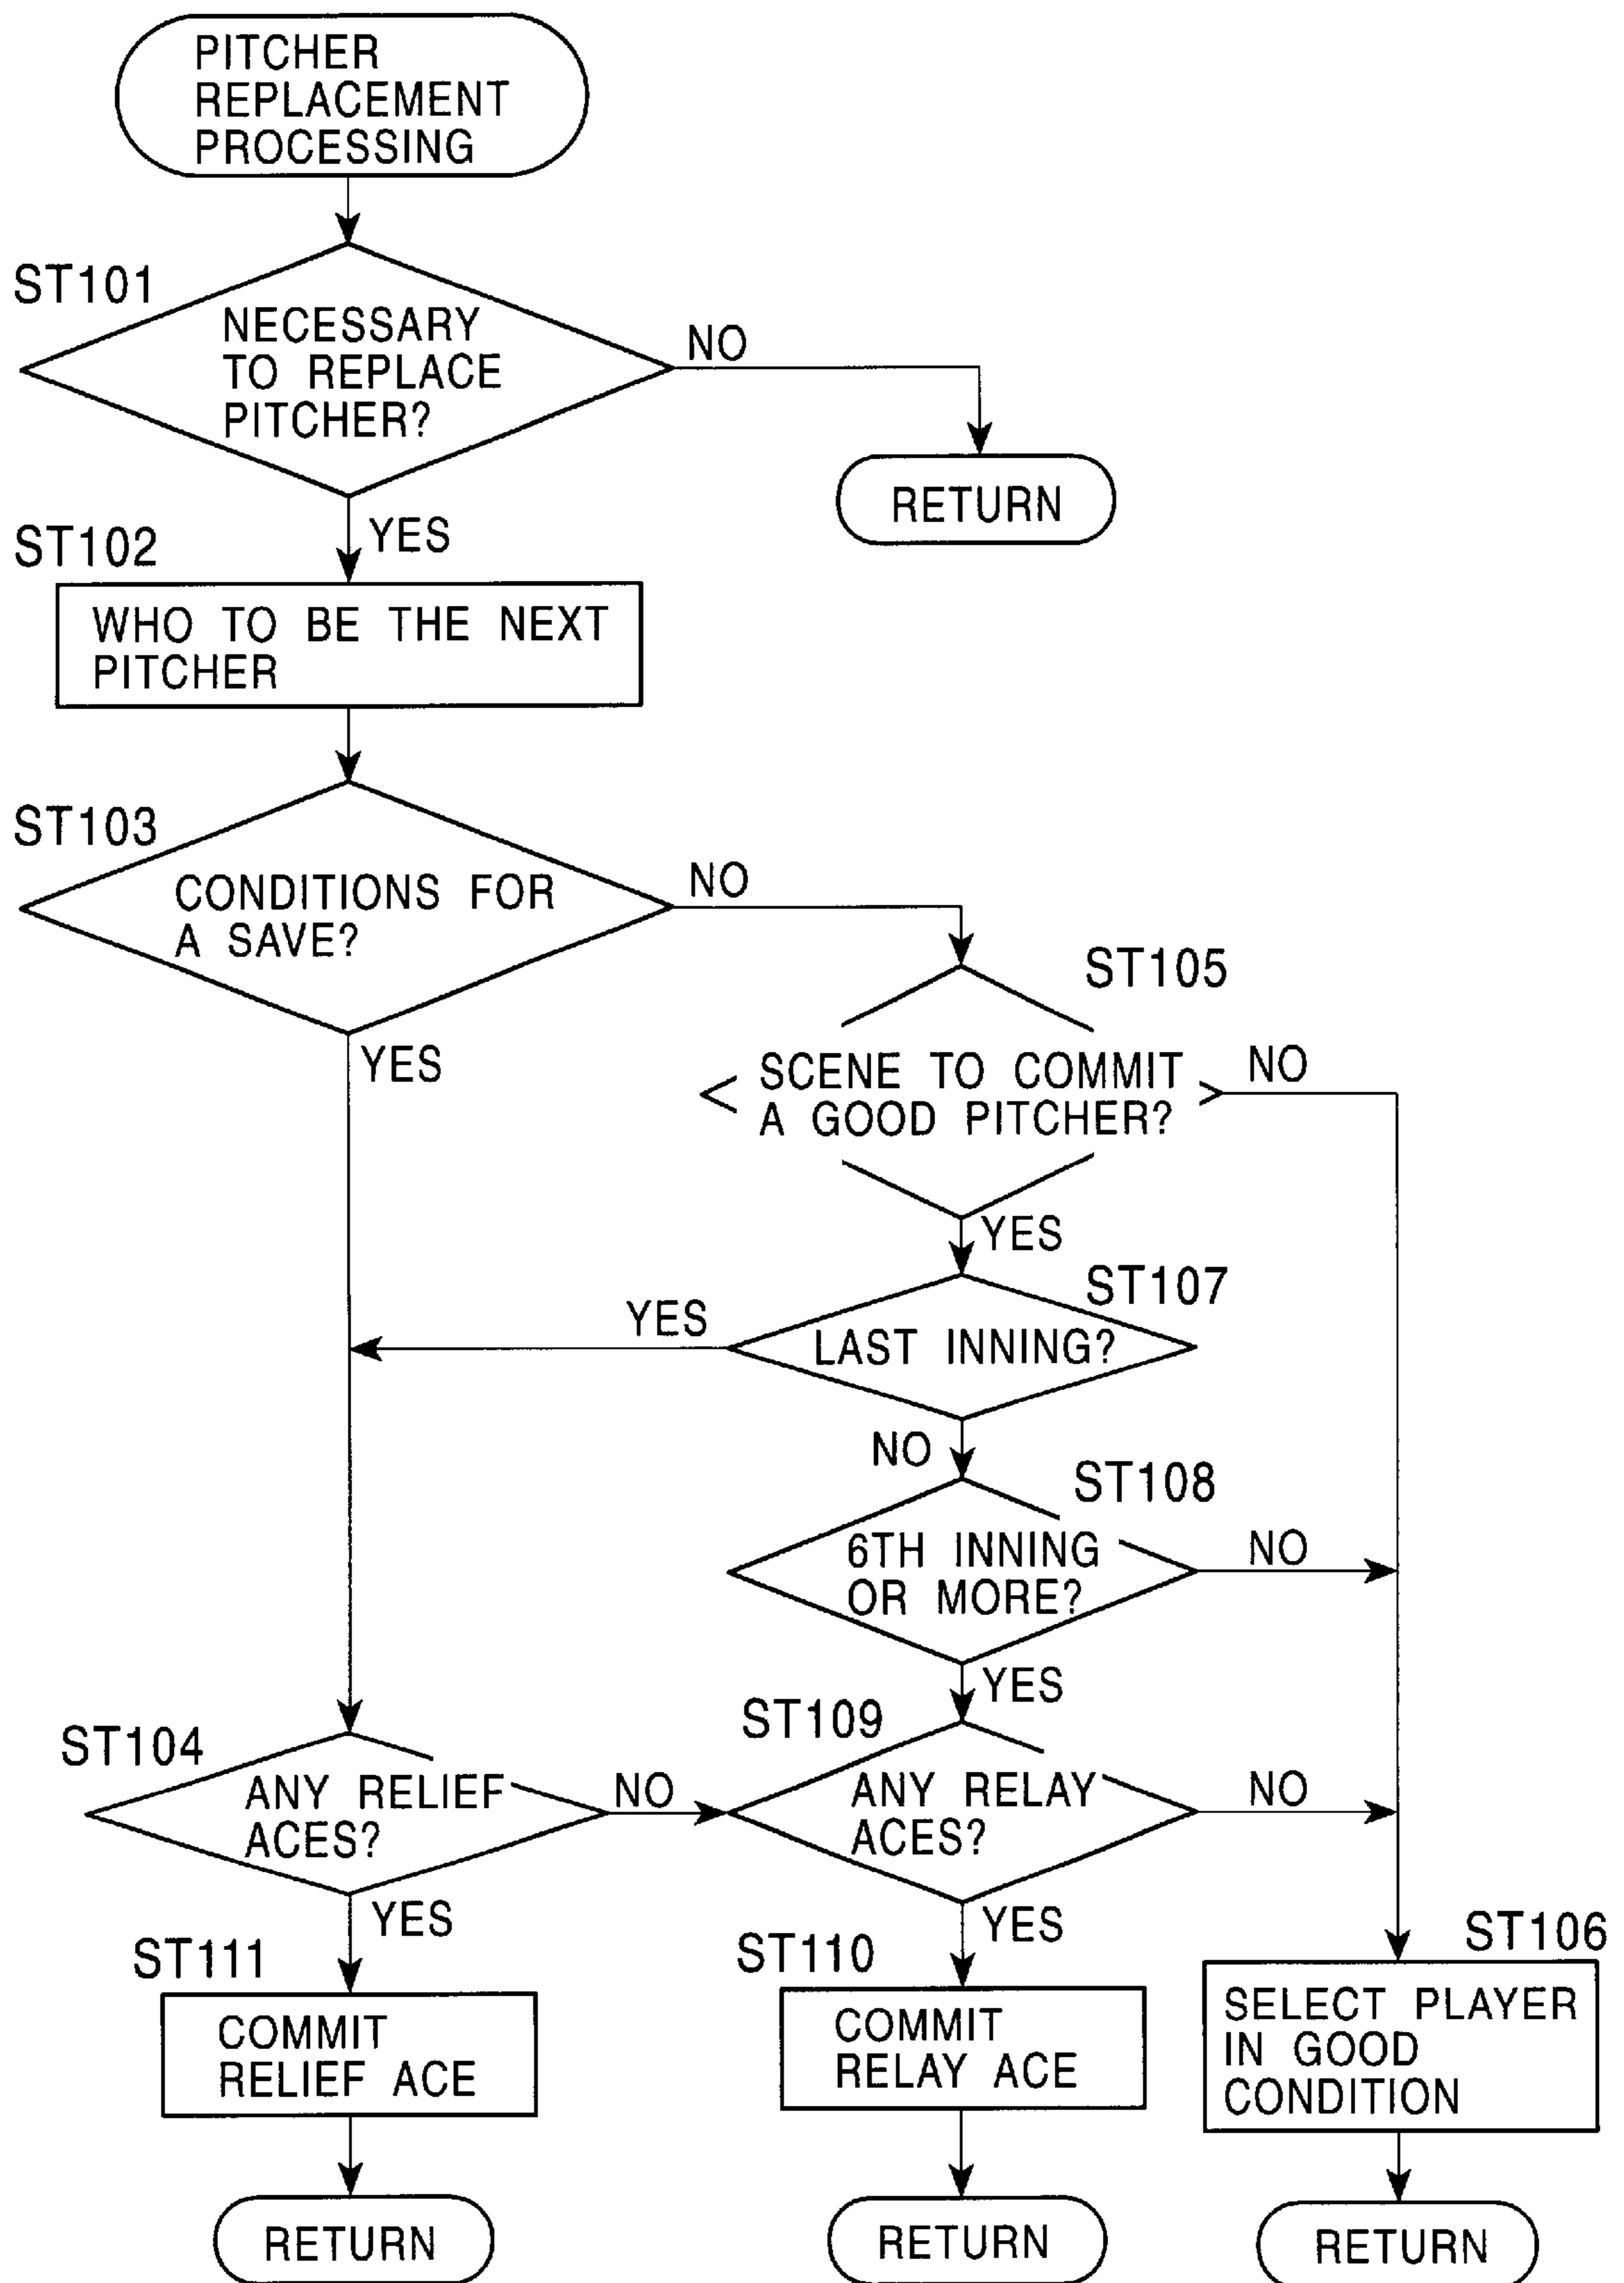 PITCHER
REPLACEMENT
PROCESSING
ST101
NECESSARY
TO REPLACE
PITCHER?
NO
RETURN
YES
ST102
WHO TO BE THE NEXT
PITCHER
ST103
CONDITIONS FOR
A SAVE?
NO
YES
ST105
SCENE TO COMMIT
A GOOD PITCHER?
NO
YES
ST107
LAST INNING?
YES
NO
ST108
6TH INNING
OR MORE?
NO
YES
ST104
ANY RELIEF
ACES?
NO
YES
ST109
ANY RELAY
ACES?
NO
YES
ST111
COMMIT
RELIEF ACE
ST110
COMMIT
RELAY ACE
ST106
SELECT PLAYER
IN GOOD
CONDITION
RETURN
RETURN
RETURN